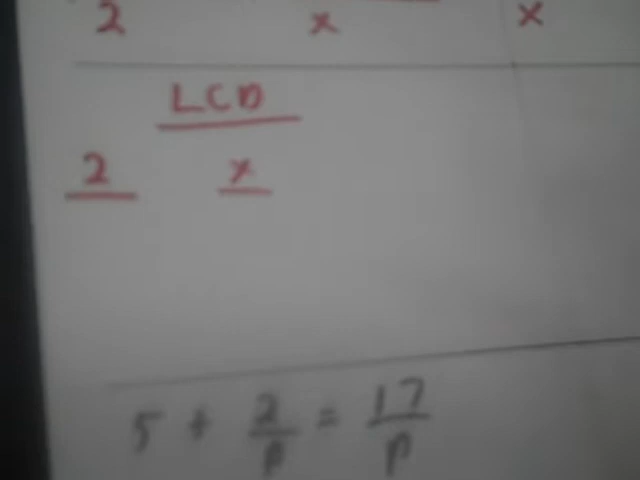 2 x x
LCD
2 x
5 + 2/p = 17/p